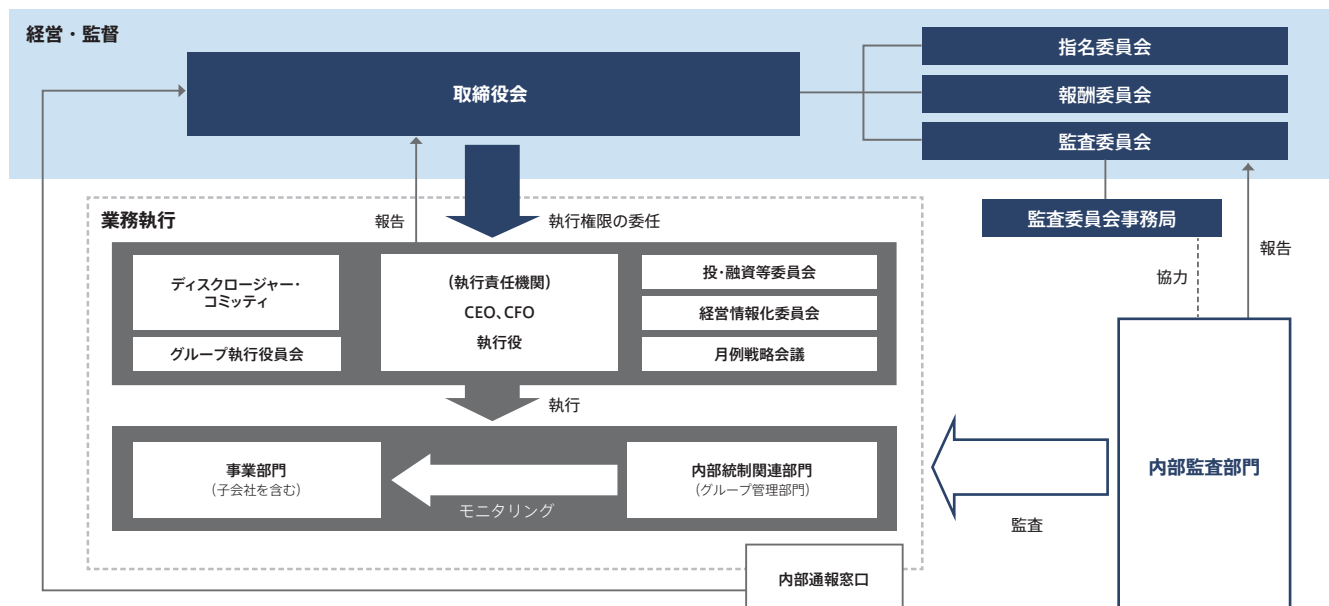 経営・監督
取締役会
指名委員会
報酬委員会
監査委員会
監査委員会事務局
報告
協力
業務執行
報告
執行権限の委任
ディスクロージャー・
コミッティ
グループ執行役員会
(執行責任機関)
CEO、CFO
執行役
投・融資等委員会
経営情報化委員会
月例戦略会議
執行
事業部門
(子会社を含む)
モニタリング
内部統制関連部門
(グループ管理部門)
監査
内部監査部門
内部通報窓口